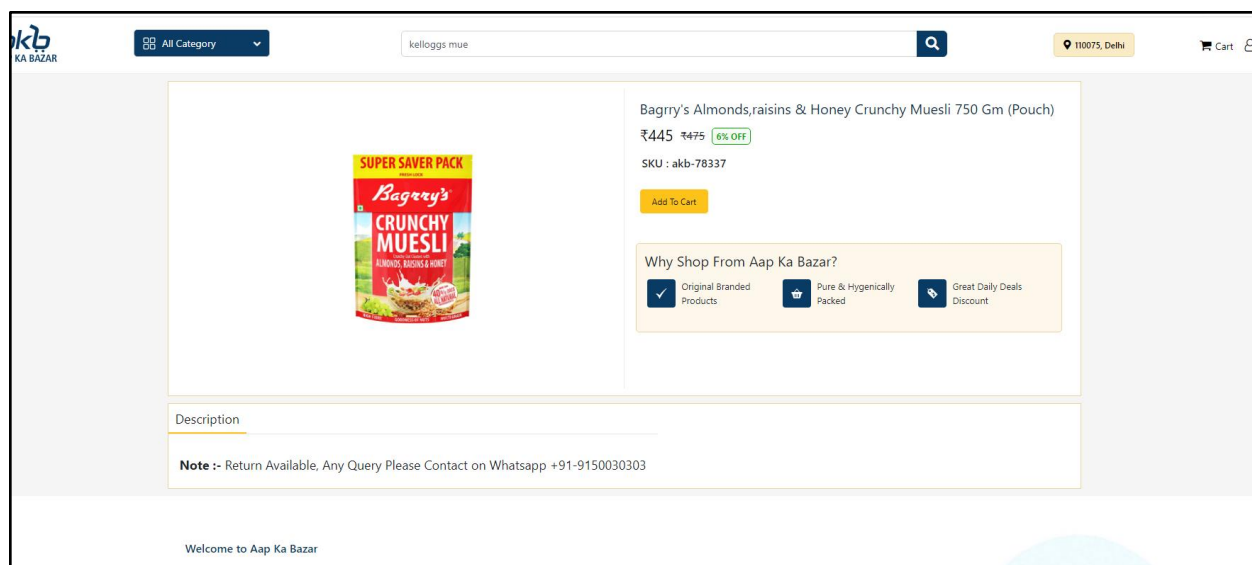 akb
KA BAZAR
All Category
kelloggs mue
110075, Delhi
Cart
Bagrry's Almonds,raisins & Honey Crunchy Muesli 750 Gm (Pouch)
₹445 ₹475 6% OFF
SKU : akb-78337
Add To Cart
SUPER SAVER PACK
Bagrry's
CRUNCHY
MUESLI
ALMONDS, RAISINS & HONEY
Why Shop From Aap Ka Bazar?
Original Branded
Products
Pure & Hygenically
Packed
Great Daily Deals
Discount
Description
Note :- Return Available, Any Query Please Contact on Whatsapp +91-9150030303
Welcome to Aap Ka Bazar